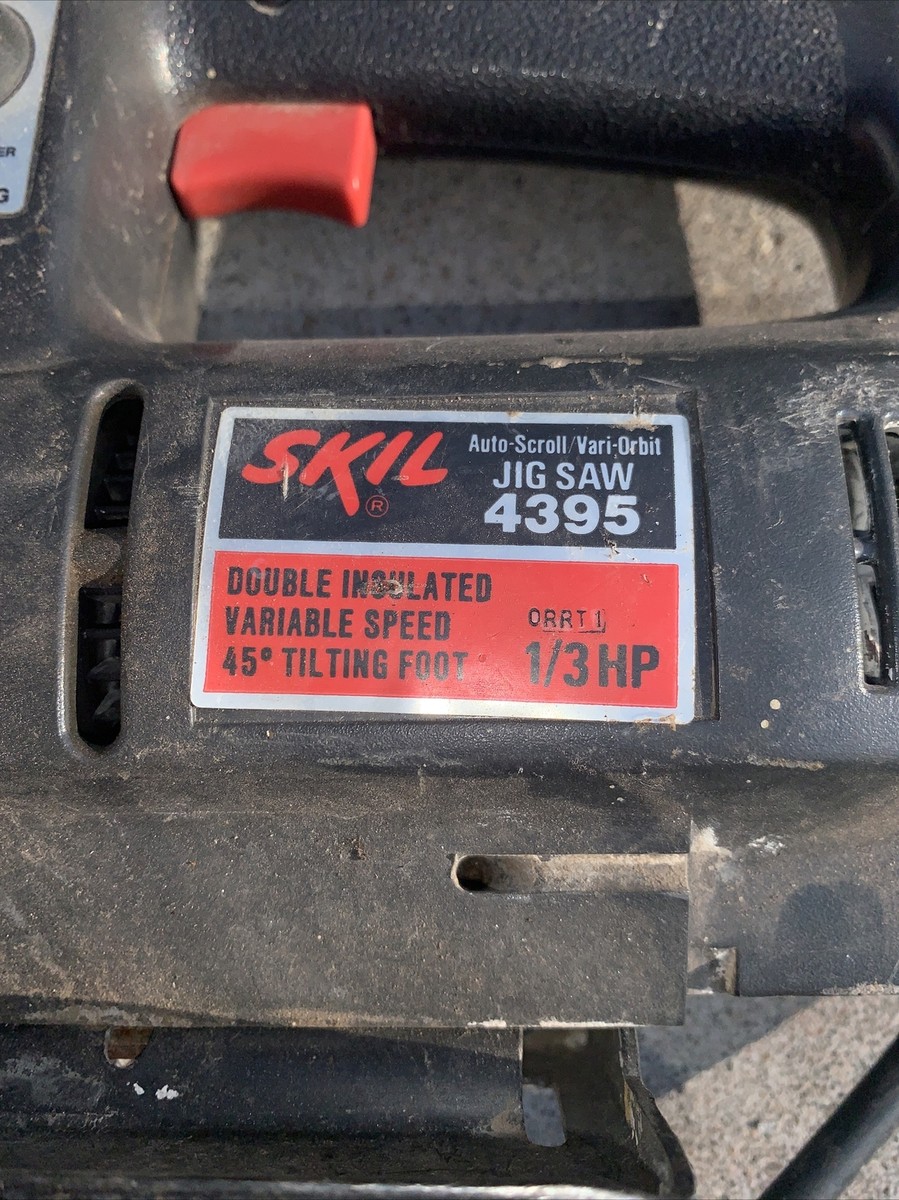 SKIL
®
Auto-Scroll/Vari-Orbit
JIG SAW
4395
DOUBLE INSULATED
VARIABLE SPEED
45° TILTING FOOT
ORRT1
1/3 HP